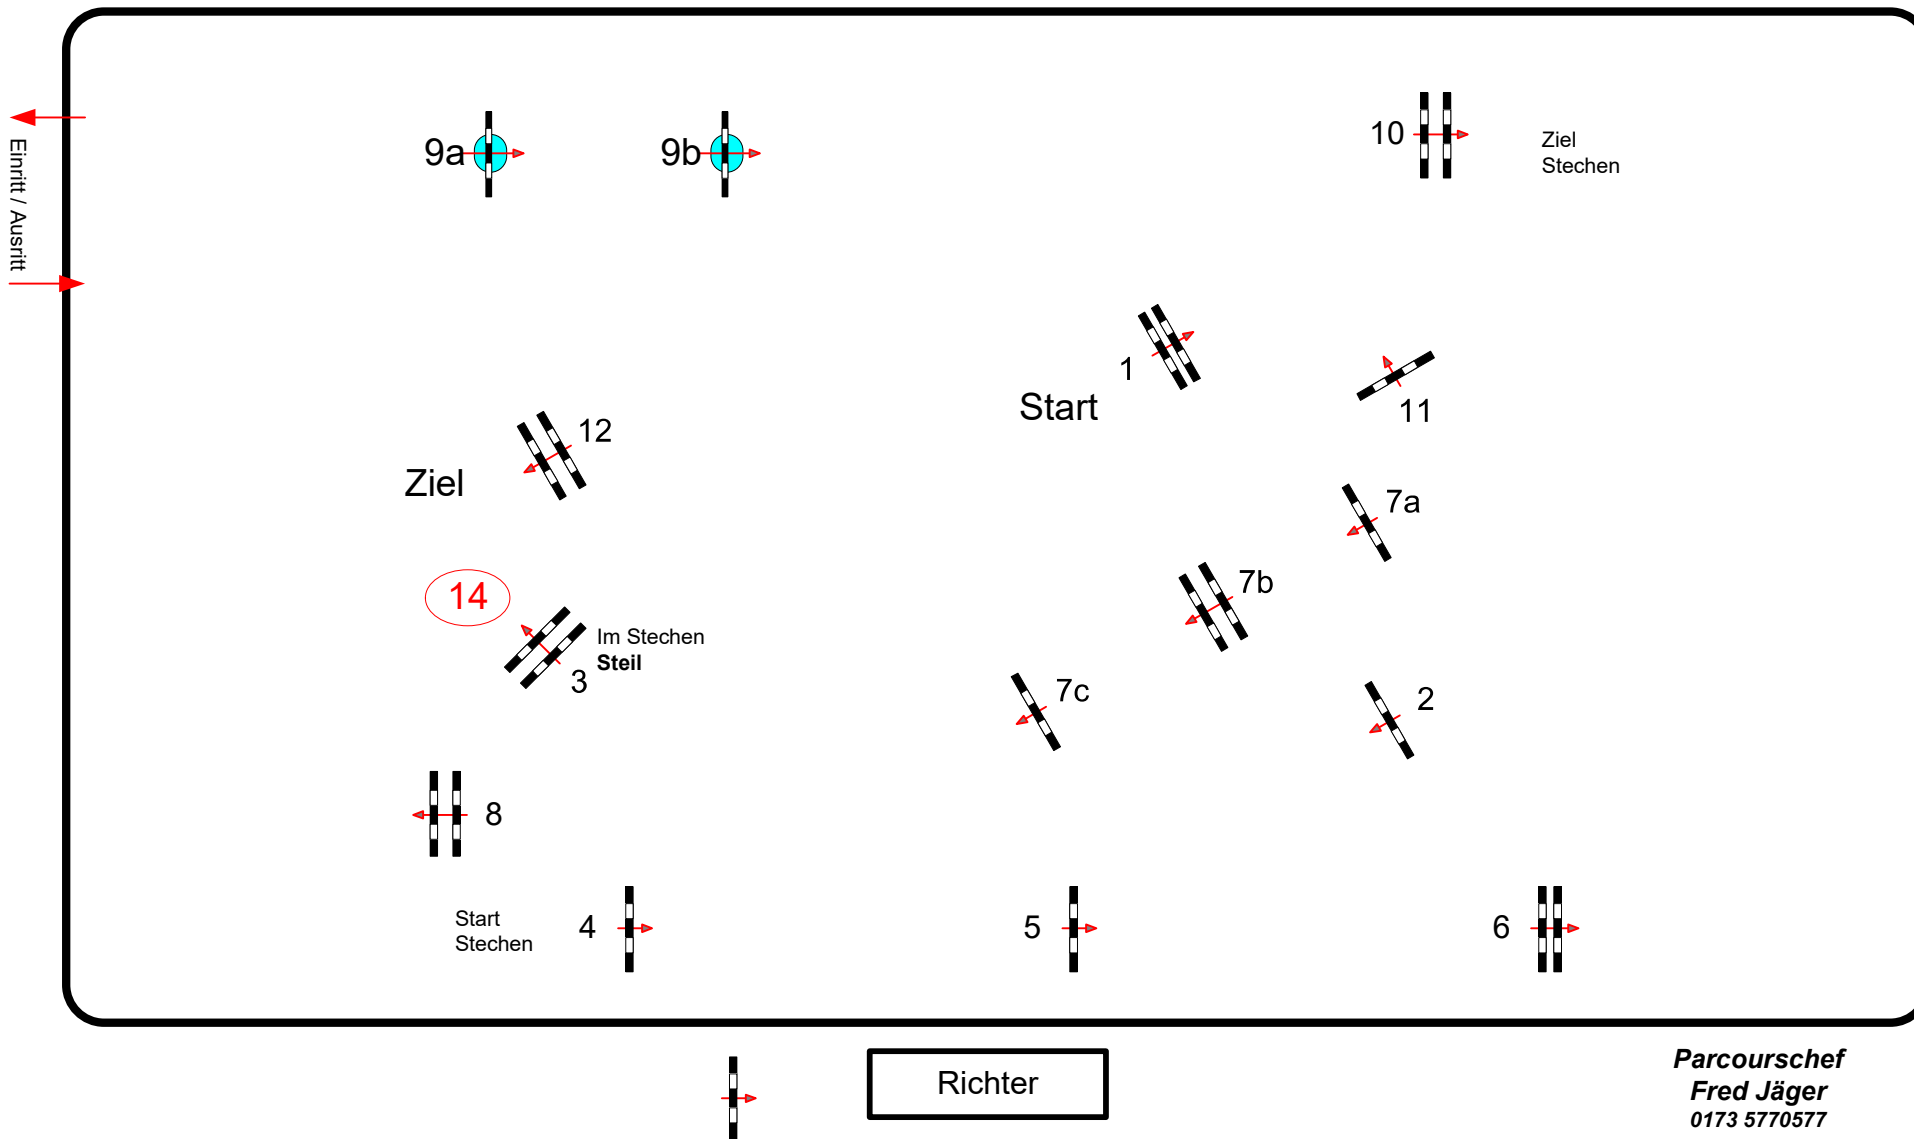 9a
9b
10
Ziel
Stechen
Einritt / Ausritt
1
Start
11
12
Ziel
7a
14
7b
Im Stechen
Steil
3
7c
2
8
Start
Stechen
4
5
6
Richter
Parcourschef
Fred Jäger
0173 5770577